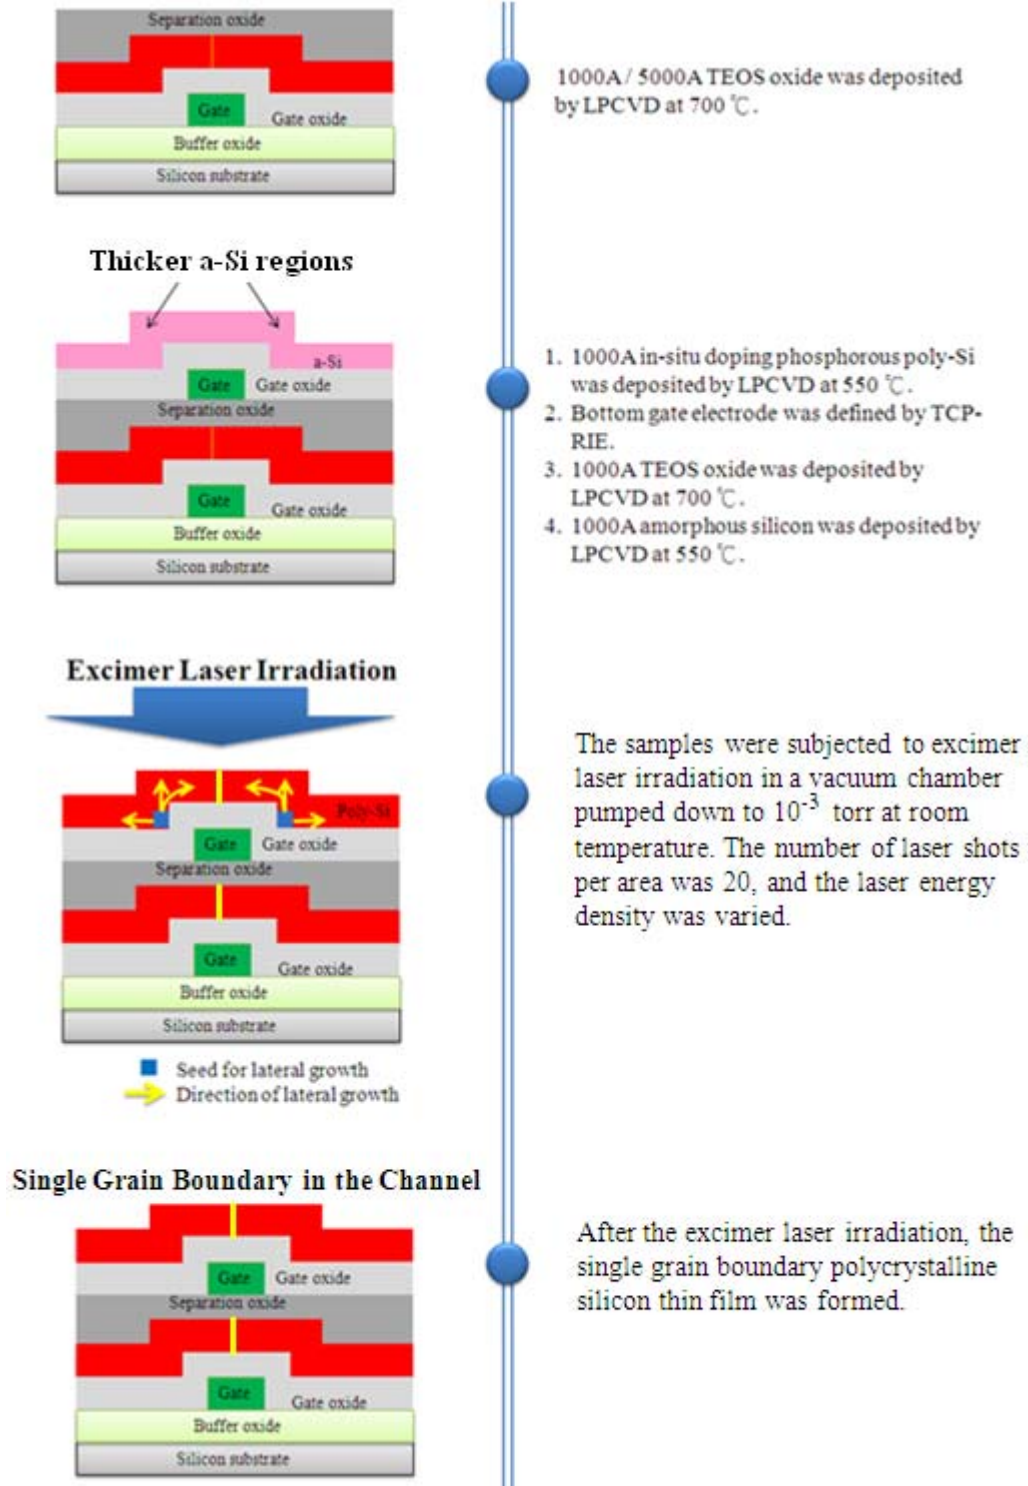 Separation oxide
Gate
Gate oxide
Buffer oxide
Silicon substrate
1000A / 5000A TEOS oxide was deposited
by LPCVD at 700 ℃.
Thicker a-Si regions
a-Si
Gate
Gate oxide
Separation oxide
Gate
Gate oxide
Buffer oxide
Silicon substrate
1. 1000A in-situ doping phosphorous poly-Si
was deposited by LPCVD at 550 ℃.
2. Bottom gate electrode was defined by TCP-
RIE.
3. 1000A TEOS oxide was deposited by
LPCVD at 700 ℃.
4. 1000A amorphous silicon was deposited by
LPCVD at 550 ℃.
Excimer Laser Irradiation
Poly-Si
Gate
Gate oxide
Separation oxide
Gate
Gate oxide
Buffer oxide
Silicon substrate
Seed for lateral growth
Direction of lateral growth
The samples were subjected to excimer
laser irradiation in a vacuum chamber
pumped down to 10⁻³ torr at room
temperature. The number of laser shots
per area was 20, and the laser energy
density was varied.
Single Grain Boundary in the Channel
Gate
Gate oxide
Separation oxide
Gate
Gate oxide
Buffer oxide
Silicon substrate
After the excimer laser irradiation, the
single grain boundary polycrystalline
silicon thin film was formed.